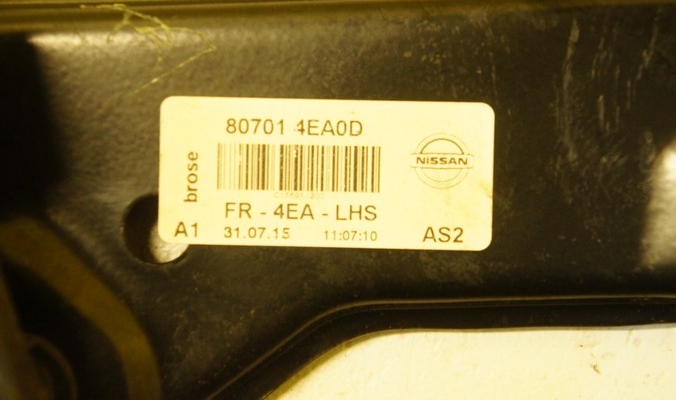 80701 4EA0D
brose
NISSAN
FR - 4EA - LHS
A1
31.07.15
11:07:10
AS2